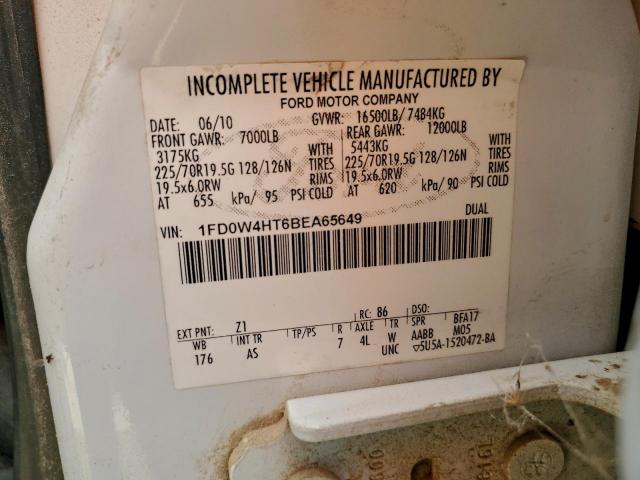 INCOMPLETE VEHICLE MANUFACTURED BY
FORD MOTOR COMPANY
DATE: 06/10 GVWR: 16500LB/ 7484KG
FRONT GAWR: 7000LB REAR GAWR: 12000LB
3175KG WITH 5443KG WITH
225/70R19.5G 128/126N TIRES 225/70R19.5G 128/126N TIRES
19.5x6.0RW RIMS 19.5x6.0RW RIMS
AT 655 kPa/ 95 PSI COLD AT 620 kPa/ 90 PSI COLD
VIN: 1FD0W4HT6BEA65649 DUAL
EXT PNT: Z1 RC: 86 DSO:
WB INT TR TP/PS R AXLE TR SPR BFA17
176 AS 7 4L W AABB M05
UNC ▽5U5A-1520472-BA